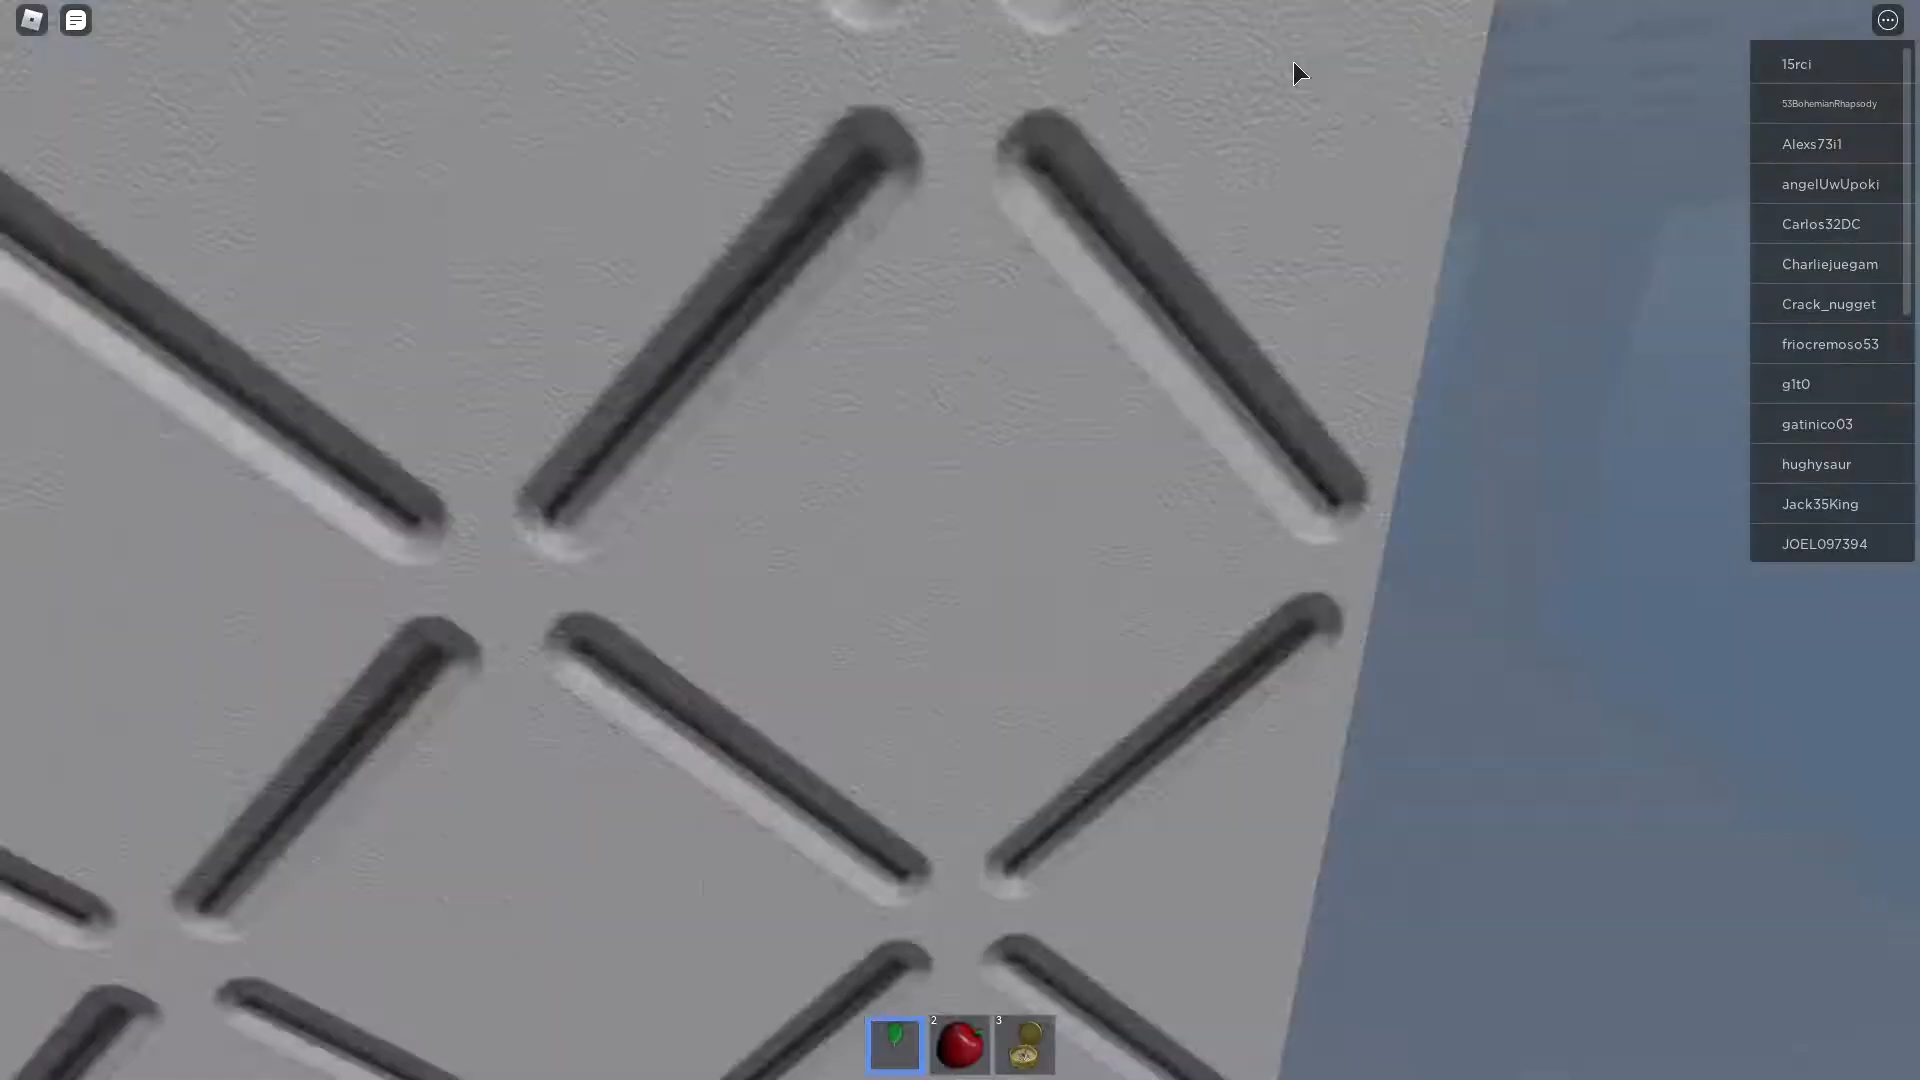 15rci
53BohemianRhapsody
Alexs73i1
angelUwUpoki
Carlos32DC
Charliejuegam
Crack_nugget
friocremoso53
g1t0
gatinico03
hughysaur
Jack35King
JOEL097394
2
3